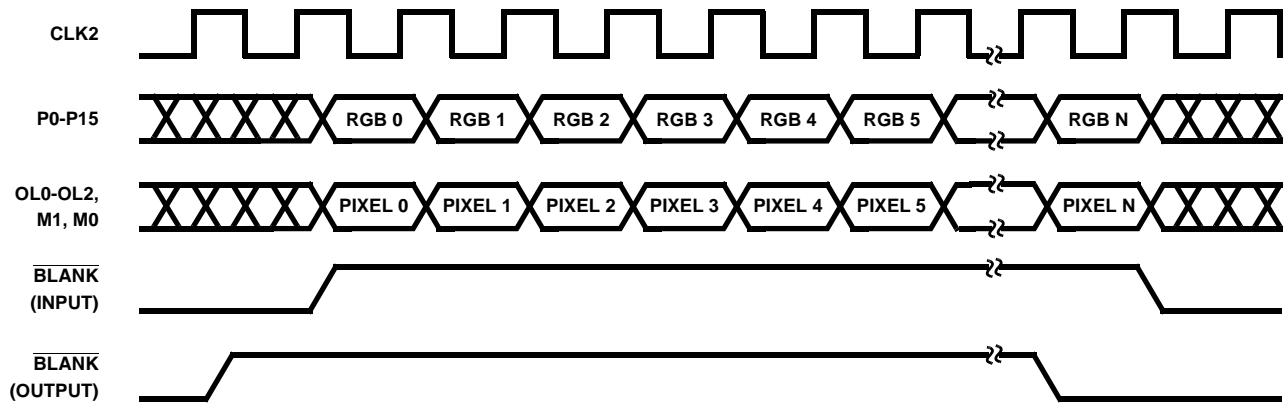 CLK2
P0-P15
RGB 0 RGB 1 RGB 2 RGB 3 RGB 4 RGB 5 RGB N
OL0-OL2,
M1, M0
PIXEL 0 PIXEL 1 PIXEL 2 PIXEL 3 PIXEL 4 PIXEL 5 PIXEL N
BLANK
(INPUT)
BLANK
(OUTPUT)